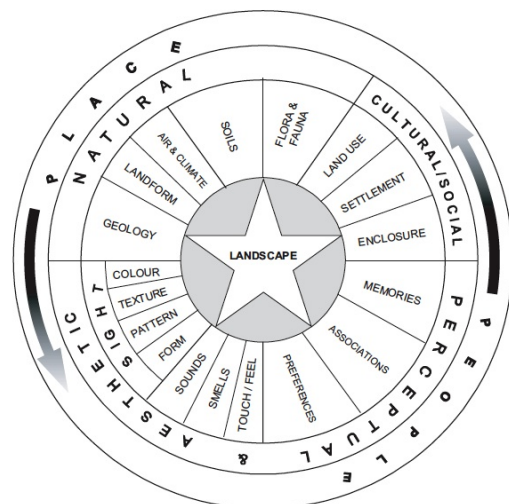 PLACE
NATURAL
CULTURAL/SOCIAL
GEOLOGY
LANDFORM
AIR & CLIMATE
SOILS
FLORA &
FAUNA
LAND USE
SETTLEMENT
ENCLOSURE
LANDSCAPE
COLOUR
TEXTURE
PATTERN
FORM
SOUNDS
SMELLS
TOUCH / FEEL
PREFERENCES
ASSOCIATIONS
MEMORIES
SIGHT
AESTHETIC & PERCEPTUAL
PEOPLE